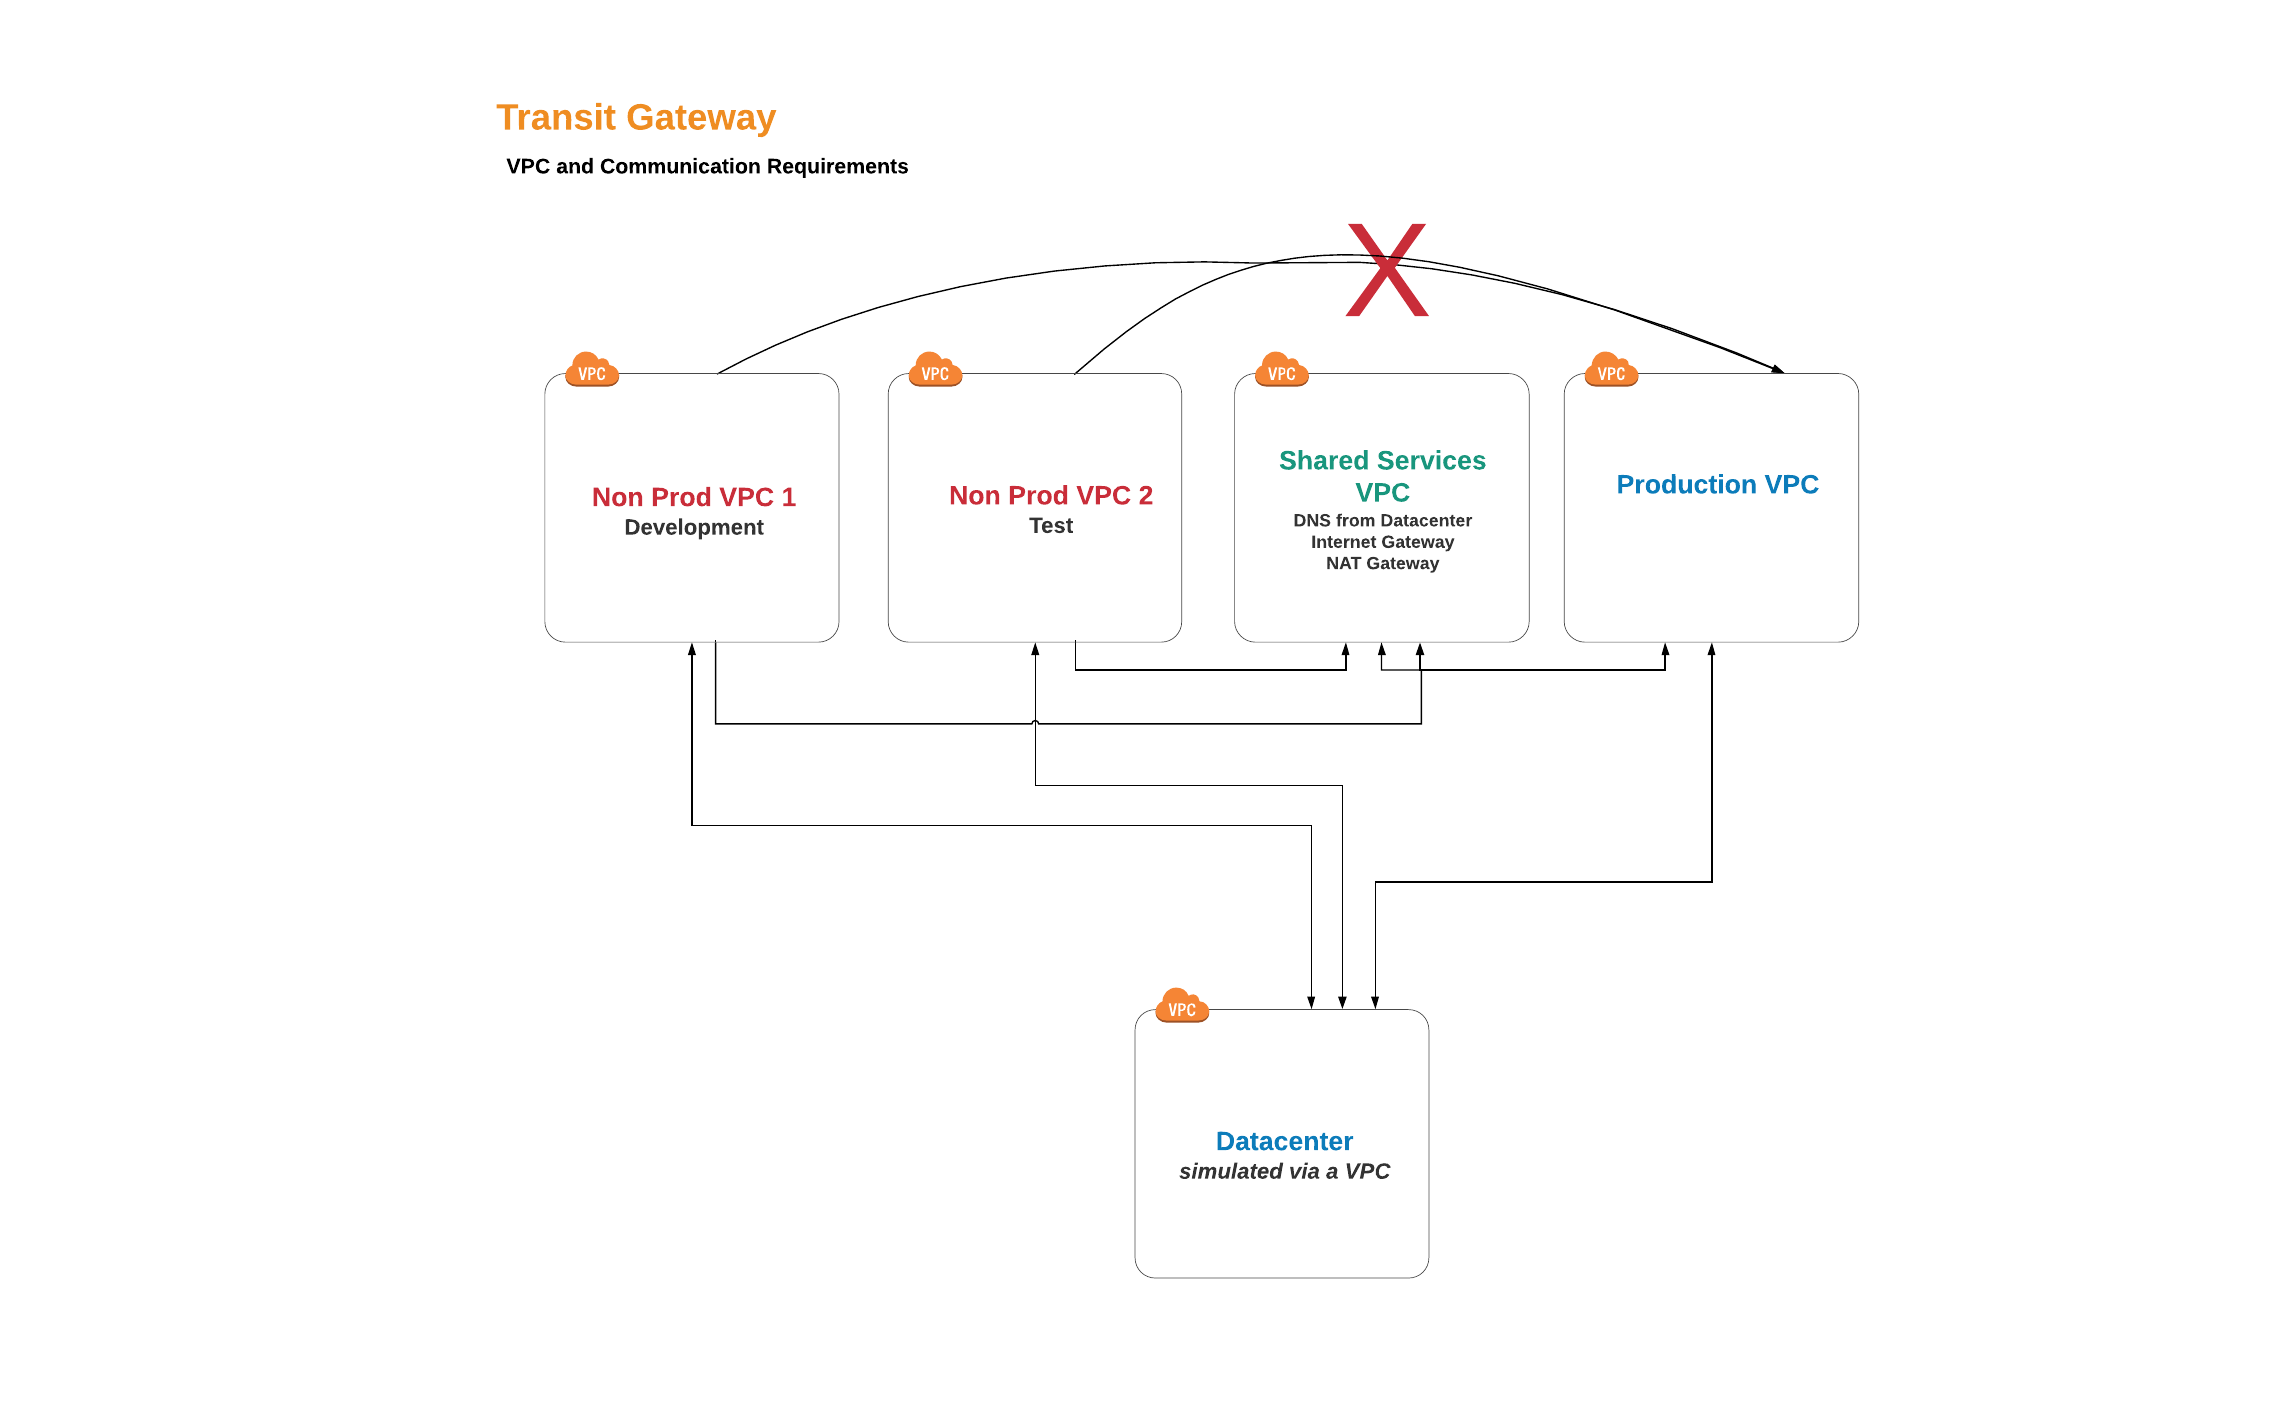 Transit Gateway
VPC and Communication Requirements
X
VPC
VPC
VPC
VPC
Non Prod VPC 1
Development
Non Prod VPC 2
Test
Shared Services
VPC
DNS from Datacenter
Internet Gateway
NAT Gateway
Production VPC
VPC
Datacenter
simulated via a VPC